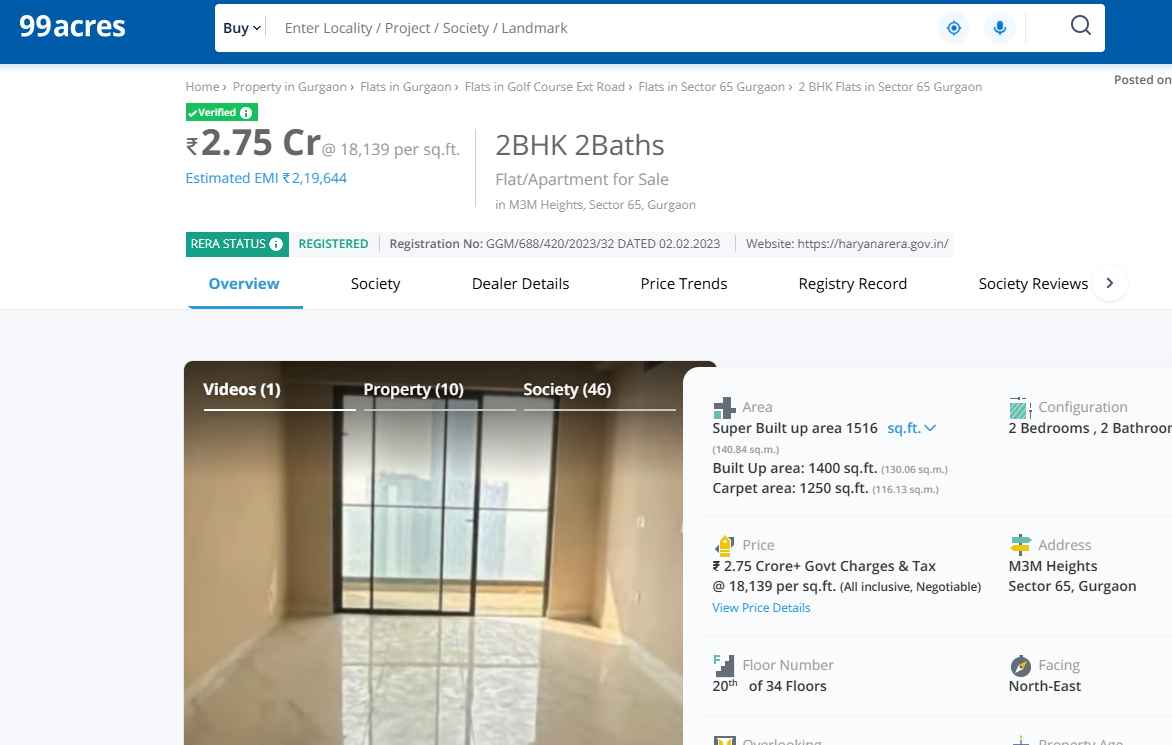 99acres
Buy
Enter Locality / Project / Society / Landmark
Home › Property in Gurgaon › Flats in Gurgaon › Flats in Golf Course Ext Road › Flats in Sector 65 Gurgaon › 2 BHK Flats in Sector 65 Gurgaon
Posted on
Verified
₹2.75 Cr @ 18,139 per sq.ft.
Estimated EMI ₹2,19,644
2BHK 2Baths
Flat/Apartment for Sale
in M3M Heights, Sector 65, Gurgaon
RERA STATUS REGISTERED Registration No: GGM/688/420/2023/32 DATED 02.02.2023 Website: https://haryanarera.gov.in/
Overview Society Dealer Details Price Trends Registry Record Society Reviews
Videos (1) Property (10) Society (46)
Area
Super Built up area 1516 sq.ft.
(140.84 sq.m.)
Built Up area: 1400 sq.ft. (130.06 sq.m.)
Carpet area: 1250 sq.ft. (116.13 sq.m.)
Configuration
2 Bedrooms , 2 Bathroor
Price
₹ 2.75 Crore+ Govt Charges & Tax
@ 18,139 per sq.ft. (All inclusive, Negotiable)
View Price Details
Address
M3M Heights
Sector 65, Gurgaon
Floor Number
20th of 34 Floors
Facing
North-East
Overlooking
Property Age